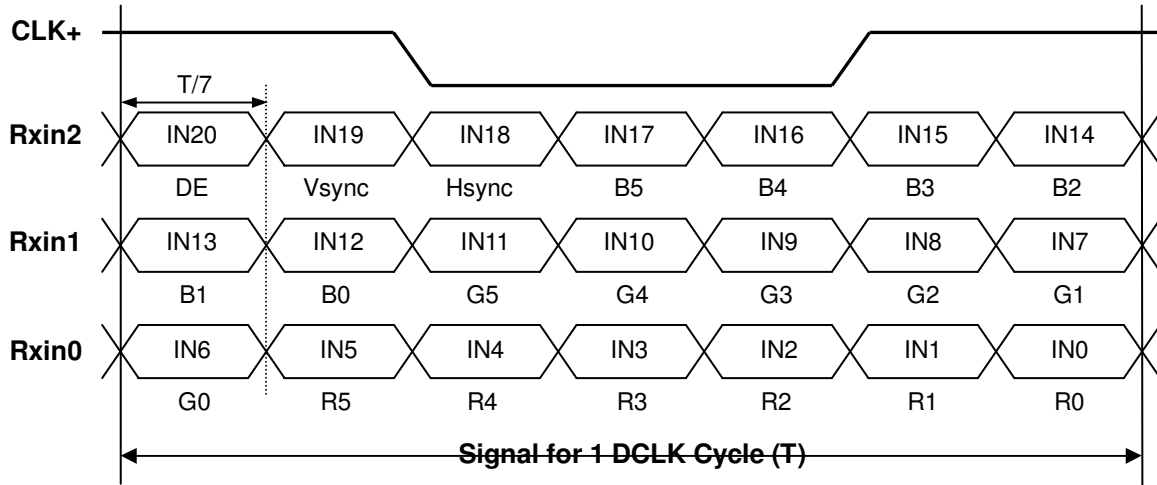 CLK+
T/7
Rxin2 IN20 IN19 IN18 IN17 IN16 IN15 IN14
DE Vsync Hsync B5 B4 B3 B2
Rxin1 IN13 IN12 IN11 IN10 IN9 IN8 IN7
B1 B0 G5 G4 G3 G2 G1
Rxin0 IN6 IN5 IN4 IN3 IN2 IN1 IN0
G0 R5 R4 R3 R2 R1 R0
Signal for 1 DCLK Cycle (T)